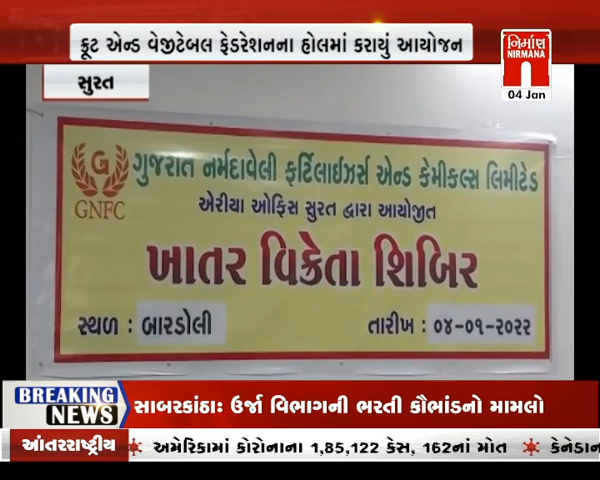 ફ્રૂટ એન્ડ વેજીટેબલ ફેડરેશનના હોલમાં કરાયું આયોજન
સુરત
નિર્માણ
NIRMANA
04 Jan
G
GNFC
ગુજરાત નર્મદાવેલી ફર્ટિલાઈઝર્સ એન્ડ કેમીકલ્સ લિમીટેડ
એરીયા ઓફિસ સુરત દ્વારા આયોજીત
ખાતર વિક્રેતા શિબિર
સ્થળ : બારડોલી તારીખ : ૦૪-૦૧-૨૦૨૨
BREAKING NEWS
સાબરકાંઠાઃ ઉર્જા વિભાગની ભરતી કૌભાંડનો મામલો
આંતરરાષ્ટ્રીય અમેરિકામાં કોરોનાના 1,85,122 કેસ, 162નાં મોત કેનેડાન